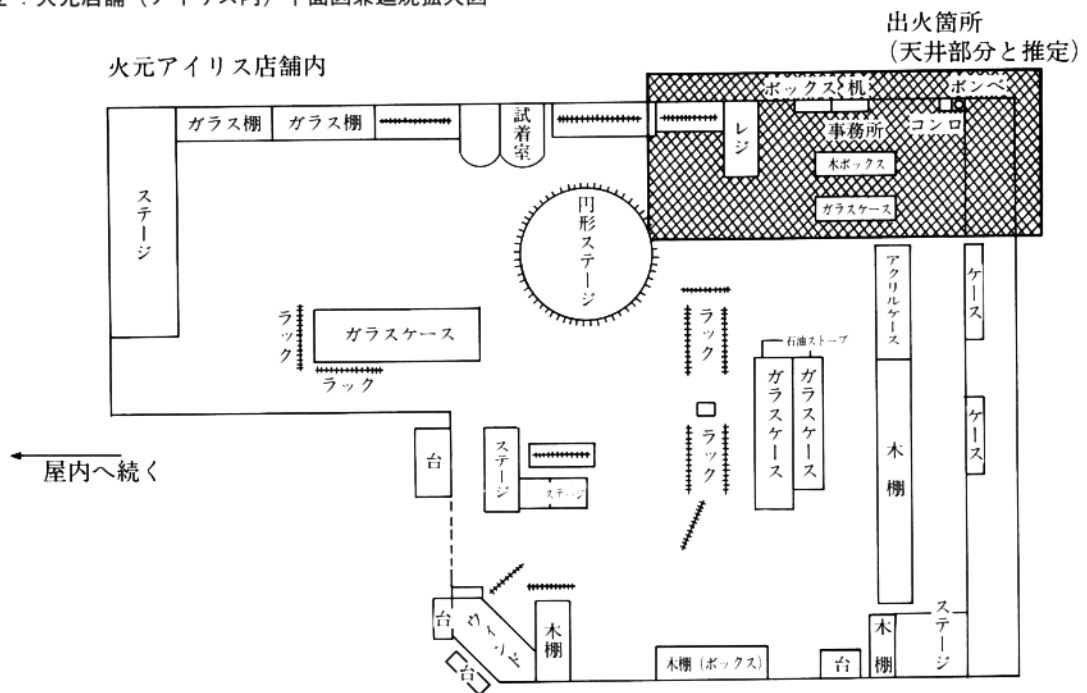 出火箇所
(天井部分と推定)
火元アイリス店舗内
ボックス
机
ボンベ
ガラス棚
ガラス棚
試着室
レジ
事務所
コンロ
木ボックス
ガラスケース
ステージ
円形ステージ
アクリルケース
ケース
ラック
ガラスケース
ラック
ラック
石油ストーブ
ガラスケース
ガラスケース
ケース
屋内へ続く
台
ステージ
ステージ
ラック
木棚
台
ウィンド
台
木棚
木棚(ボックス)
台
木棚
ステージ